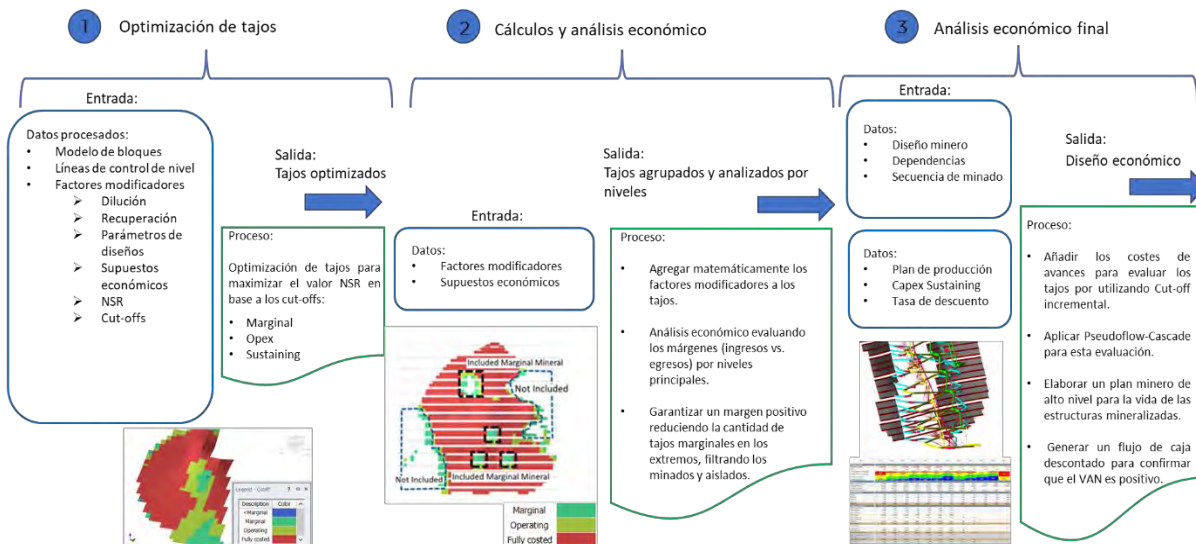 1 Optimización de tajos
Entrada:
Datos procesados:
• Modelo de bloques
• Líneas de control de nivel
• Factores modificadores
➢ Dilución
➢ Recuperación
➢ Parámetros de
diseños
➢ Supuestos
económicos
➢ NSR
➢ Cut-offs
Salida:
Tajos optimizados
Proceso:
Optimización de tajos para
maximizar el valor NSR en
base a los cut-offs:
• Marginal
• Opex
• Sustaining
Legend - Cutoff
Description Color
<Marginal
Marginal
Operating
Fully costed
2 Cálculos y análisis económico
Entrada:
Datos:
• Factores modificadores
• Supuestos económicos
Included Marginal Mineral
Not Included
Not Included
Included Marginal Mineral
Marginal
Operating
Fully costed
Salida:
Tajos agrupados y analizados por
niveles
Proceso:
• Agregar matemáticamente los
factores modificadores a los
tajos.
• Análisis económico evaluando
los márgenes (ingresos vs.
egresos) por niveles
principales.
• Garantizar un margen positivo
reduciendo la cantidad de
tajos marginales en los
extremos, filtrando los
minados y aislados.
3 Análisis económico final
Entrada:
Datos:
• Diseño minero
• Dependencias
• Secuencia de minado
Datos:
• Plan de producción
• Capex Sustaining
• Tasa de descuento
Salida:
Diseño económico
Proceso:
• Añadir los costes de
avances para evaluar los
tajos por utilizando Cut-off
incremental.
• Aplicar Pseudoflow-Cascade
para esta evaluación.
• Elaborar un plan minero de
alto nivel para la vida de las
estructuras mineralizadas.
• Generar un flujo de caja
descontado para confirmar
que el VAN es positivo.